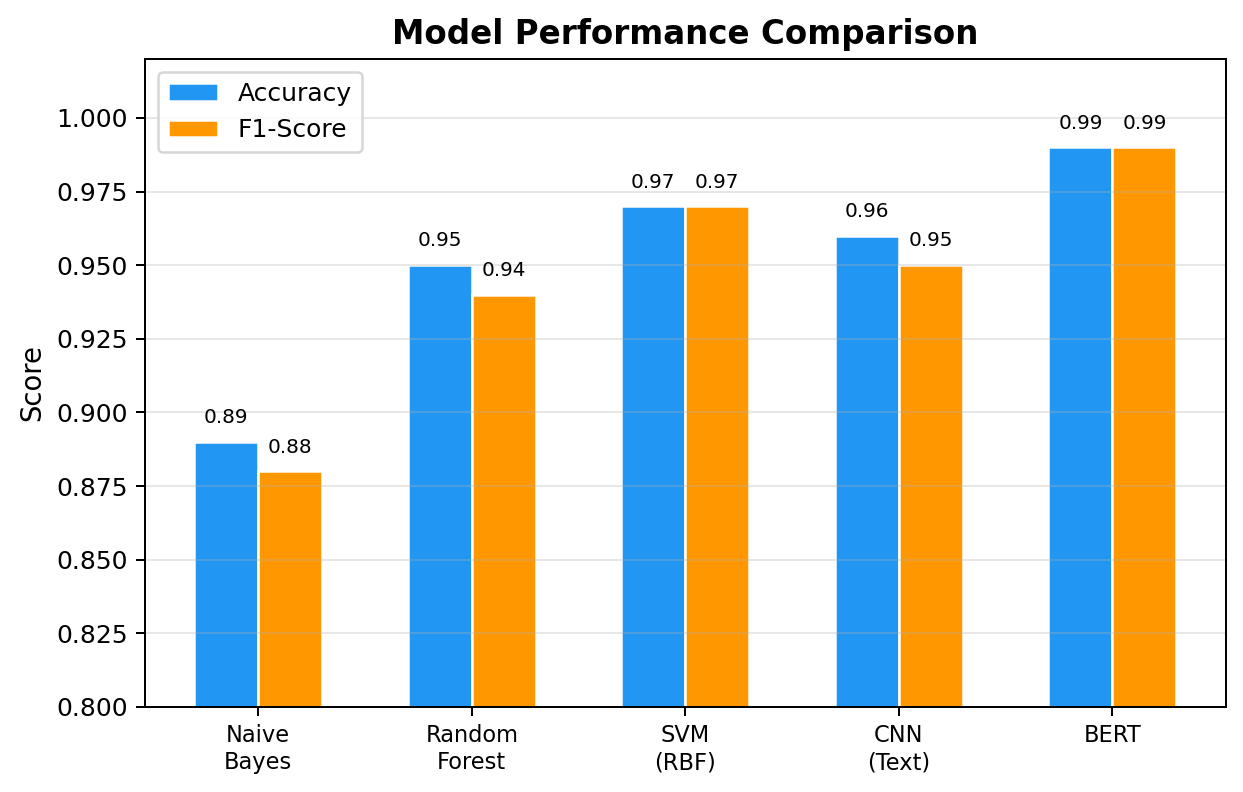 Model Performance Comparison
Accuracy
F1-Score
Score
1.000
0.975
0.950
0.925
0.900
0.875
0.850
0.825
0.800
0.89
0.88
0.95
0.94
0.97
0.97
0.96
0.95
0.99
0.99
Naive
Bayes
Random
Forest
SVM
(RBF)
CNN
(Text)
BERT